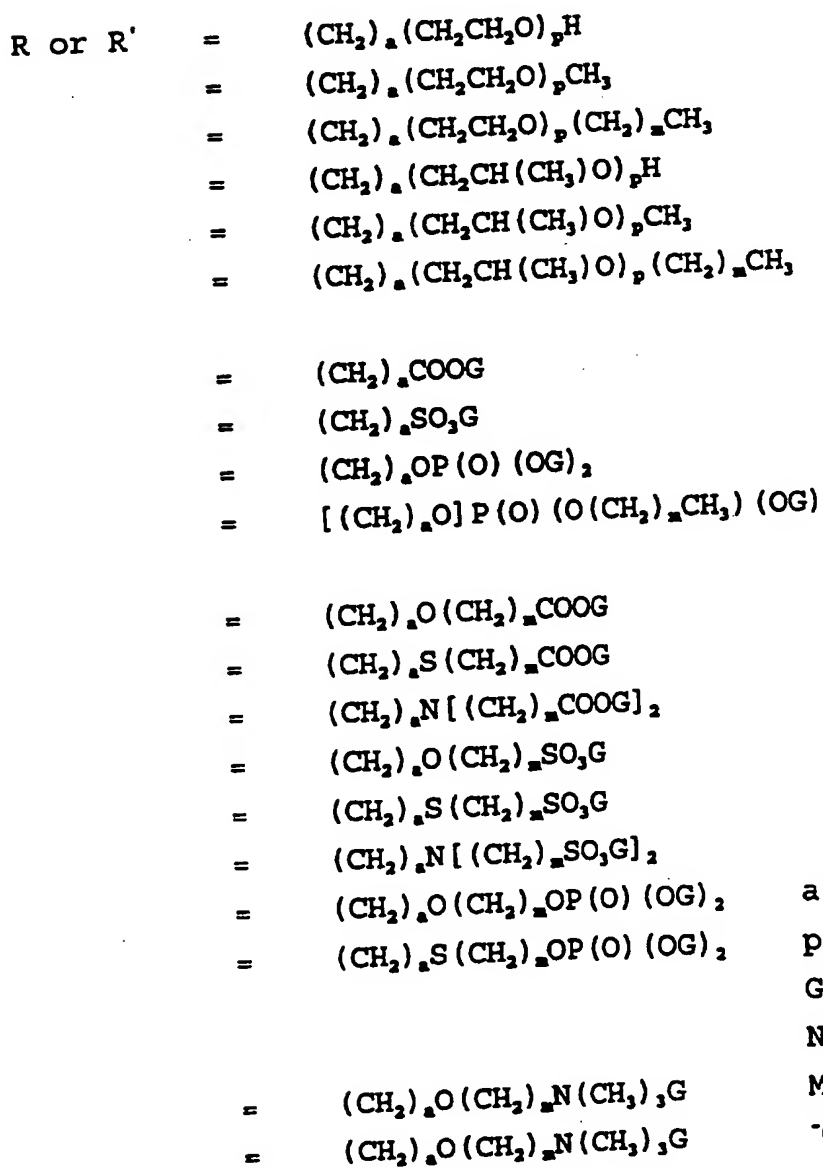 R or R' = (CH₂)ₐ(CH₂CH₂O)ₚH
= (CH₂)ₐ(CH₂CH₂O)ₚCH₃
= (CH₂)ₐ(CH₂CH₂O)ₚ(CH₂)ₘCH₃
= (CH₂)ₐ(CH₂CH(CH₃)O)ₚH
= (CH₂)ₐ(CH₂CH(CH₃)O)ₚCH₃
= (CH₂)ₐ(CH₂CH(CH₃)O)ₚ(CH₂)ₘCH₃
= (CH₂)ₐCOOG
= (CH₂)ₐSO₃G
= (CH₂)ₐOP(O)(OG)₂
= [(CH₂)ₐO]P(O)(O(CH₂)ₘCH₃)(OG)
= (CH₂)ₐO(CH₂)ₘCOOG
= (CH₂)ₐS(CH₂)ₘCOOG
= (CH₂)ₐN[(CH₂)ₘCOOG]₂
= (CH₂)ₐO(CH₂)ₘSO₃G
= (CH₂)ₐS(CH₂)ₘSO₃G
= (CH₂)ₐN[(CH₂)ₘSO₃G]₂
= (CH₂)ₐO(CH₂)ₘOP(O)(OG)₂ a
= (CH₂)ₐS(CH₂)ₘOP(O)(OG)₂ p
G
N
= (CH₂)ₐO(CH₂)ₘN(CH₃)₃G M
= (CH₂)ₐO(CH₂)ₘN(CH₃)₃G